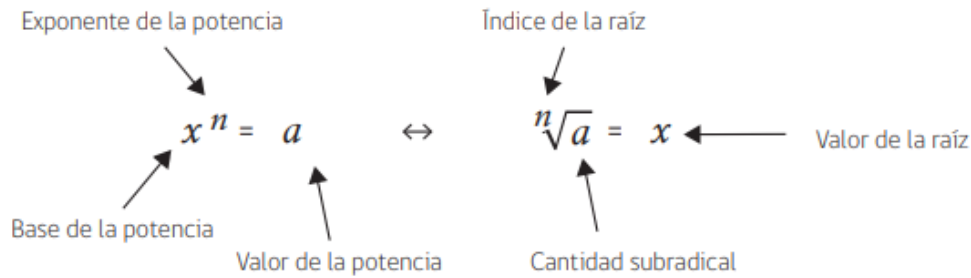 Exponente de la potencia
Índice de la raíz
xⁿ = a ↔ ⁿ√a = x
Valor de la raíz
Base de la potencia
Valor de la potencia
Cantidad subradical